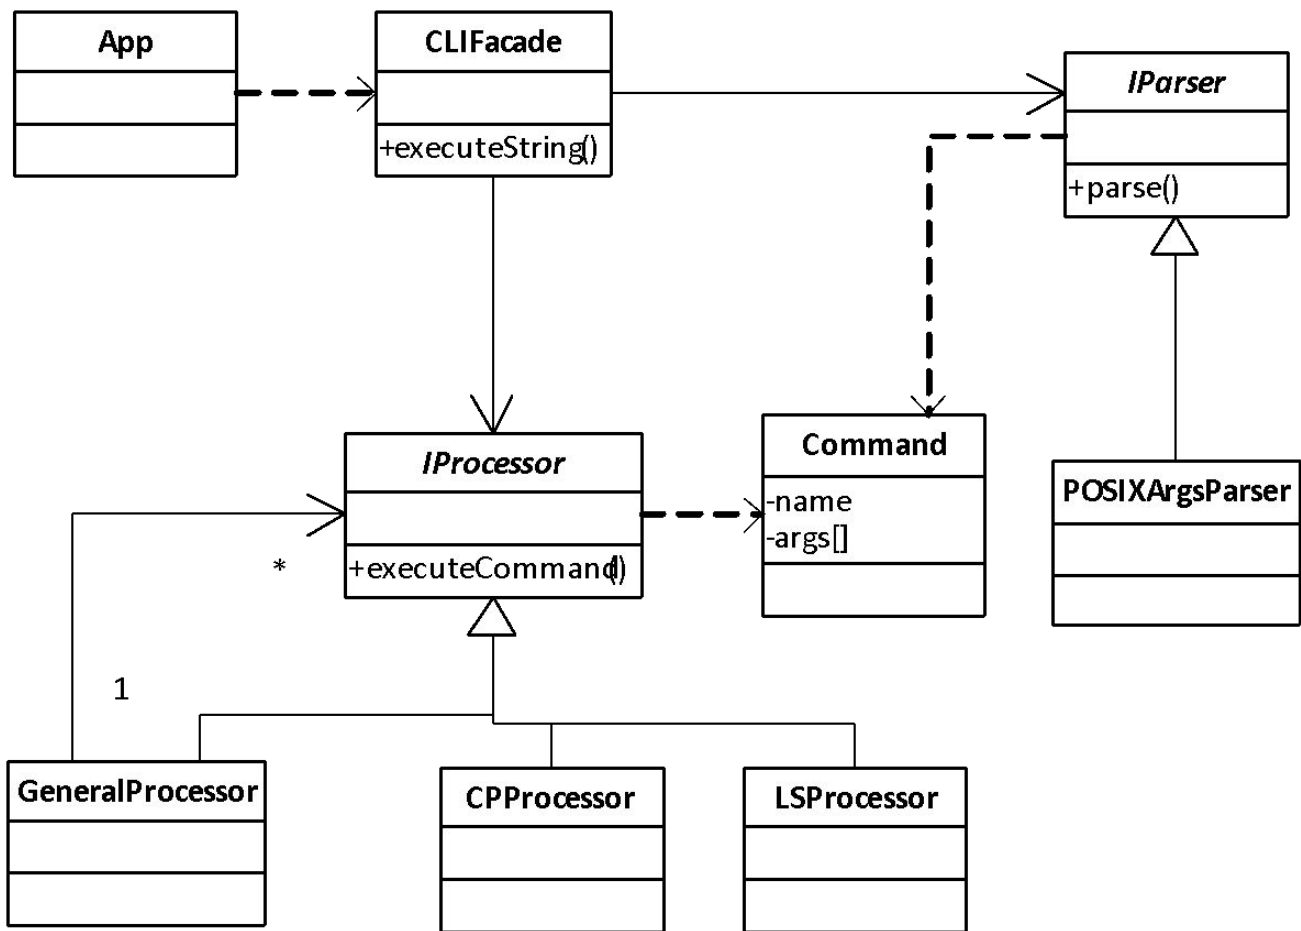 App
CLIFacade
+executeString()
IParser
+parse()
IProcessor
+executeCommand()
Command
-name
-args[]
POSIXArgsParser
*
1
GeneralProcessor
CPProcessor
LSProcessor